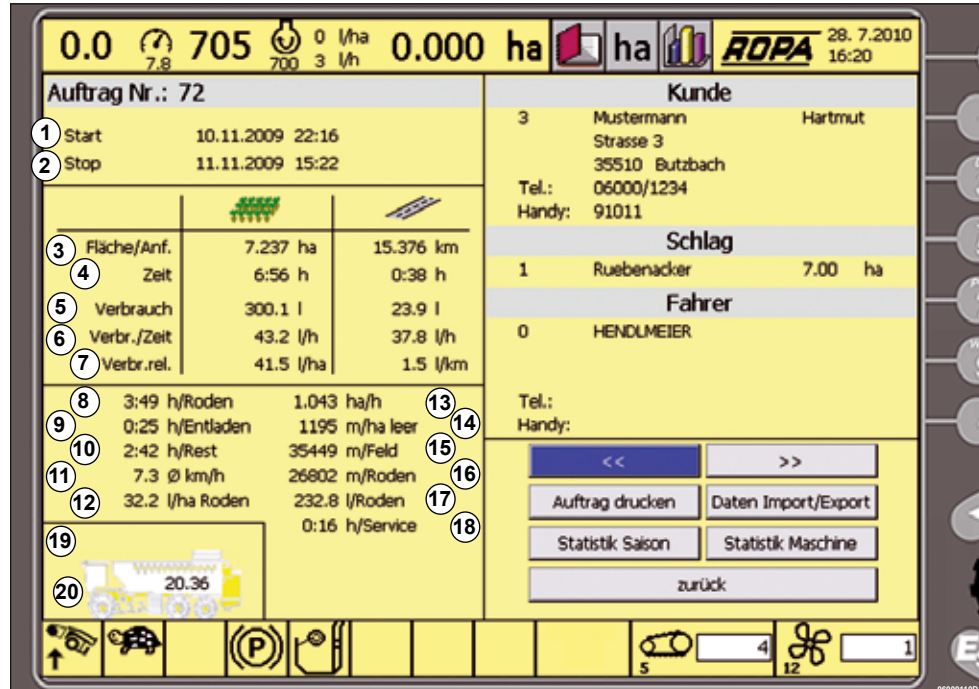 0.0 7.8 705 700 0 l/ha 3 l/h 0.000 ha ha ROPA 28. 7.2010 16:20
Auftrag Nr.: 72
1 Start 10.11.2009 22:16
2 Stop 11.11.2009 15:22
3 Fläche/Anf. 7.237 ha 15.376 km
4 Zeit 6:56 h 0:38 h
5 Verbrauch 300.1 l 23.9 l
6 Verbr./Zeit 43.2 l/h 37.8 l/h
7 Verbr.rel. 41.5 l/ha 1.5 l/km
8 3:49 h/Roden 1.043 ha/h 13
9 0:25 h/Entladen 1195 m/ha leer 14
10 2:42 h/Rest 35449 m/Feld 15
11 7.3 Ø km/h 26802 m/Roden 16
12 32.2 l/ha Roden 232.8 l/Roden 17
0:16 h/Service 18
19
20 20.36
Kunde
3 Mustermann Hartmut
Strasse 3
35510 Butzbach
Tel.: 06000/1234
Handy: 91011
Schlag
1 Ruebenacker 7.00 ha
Fahrer
0 HENDLMEIER
Tel.:
Handy:
<< >>
Auftrag drucken Daten Import/Export
Statistik Saison Statistik Maschine
zurück
P 5 4 12 1